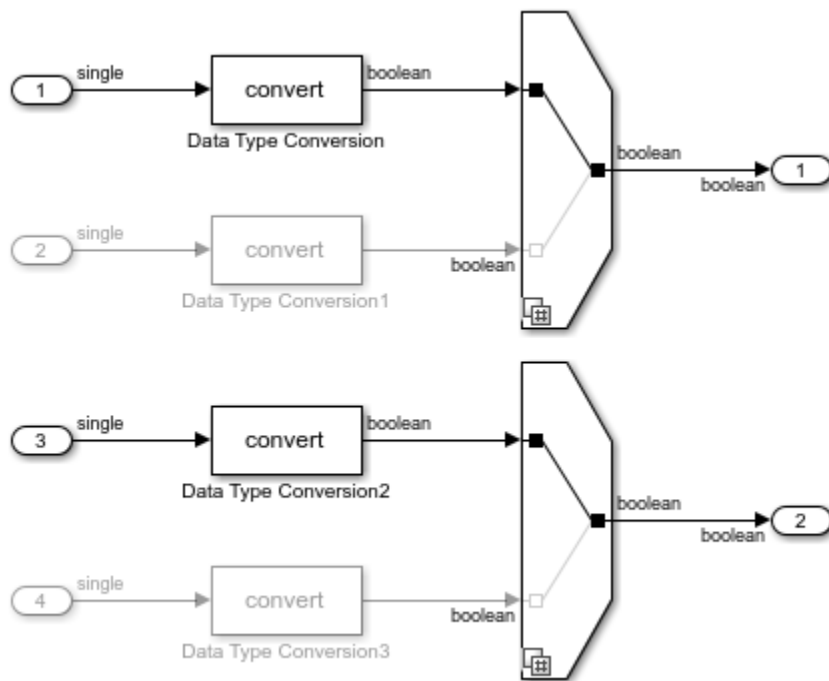 single
boolean
1
convert
Data Type Conversion
boolean
1
boolean
single
2
convert
boolean
Data Type Conversion1
#
single
boolean
3
convert
Data Type Conversion2
boolean
2
boolean
single
4
convert
boolean
Data Type Conversion3
#